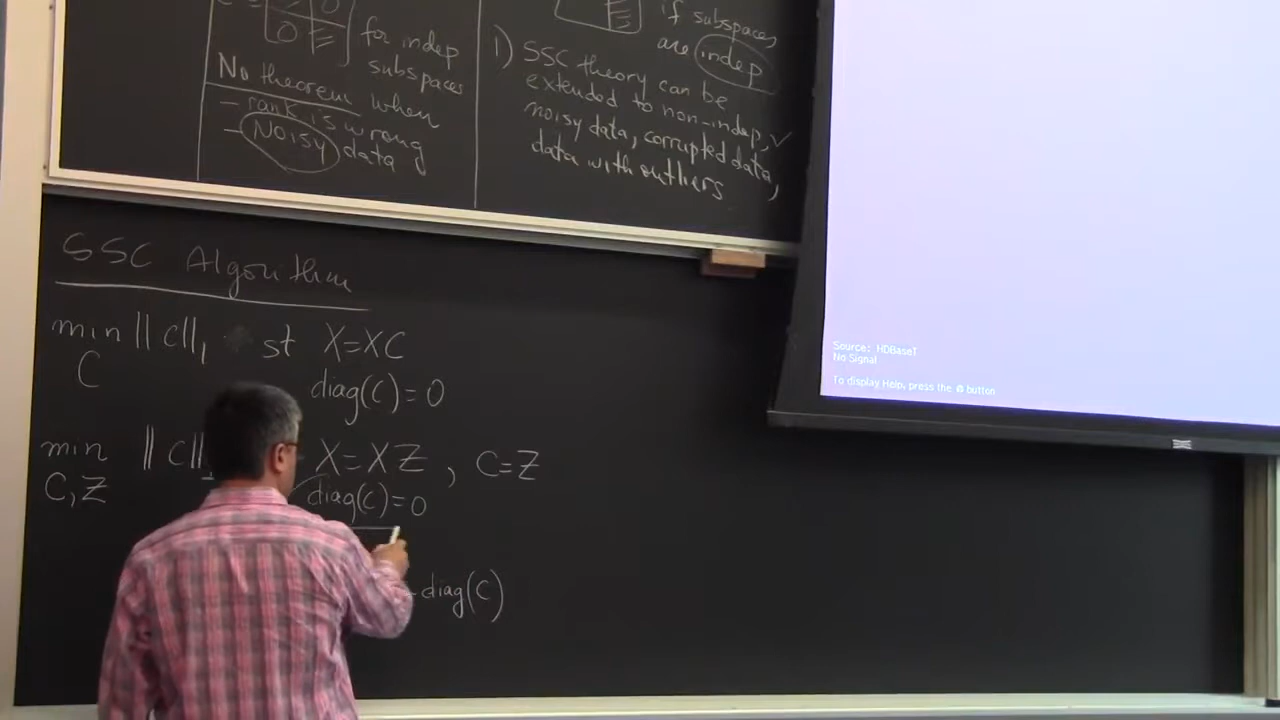 0
0
for indep
subspaces
No theorem when
- rank is wrong
- Noisy data
if subspaces
are indep
1) SSC theory can be
extended to non-indep, ✓
noisy data, corrupted data,
data with outliers
SSC Algorithm
min ||C||₁ st X=XC
C
diag(C)=0
min ||C||₁ X=XZ, C=Z
C,Z
diag(C)=0
-diag(C)
Source: HDBaseT
No Signal
To display Help, press the button